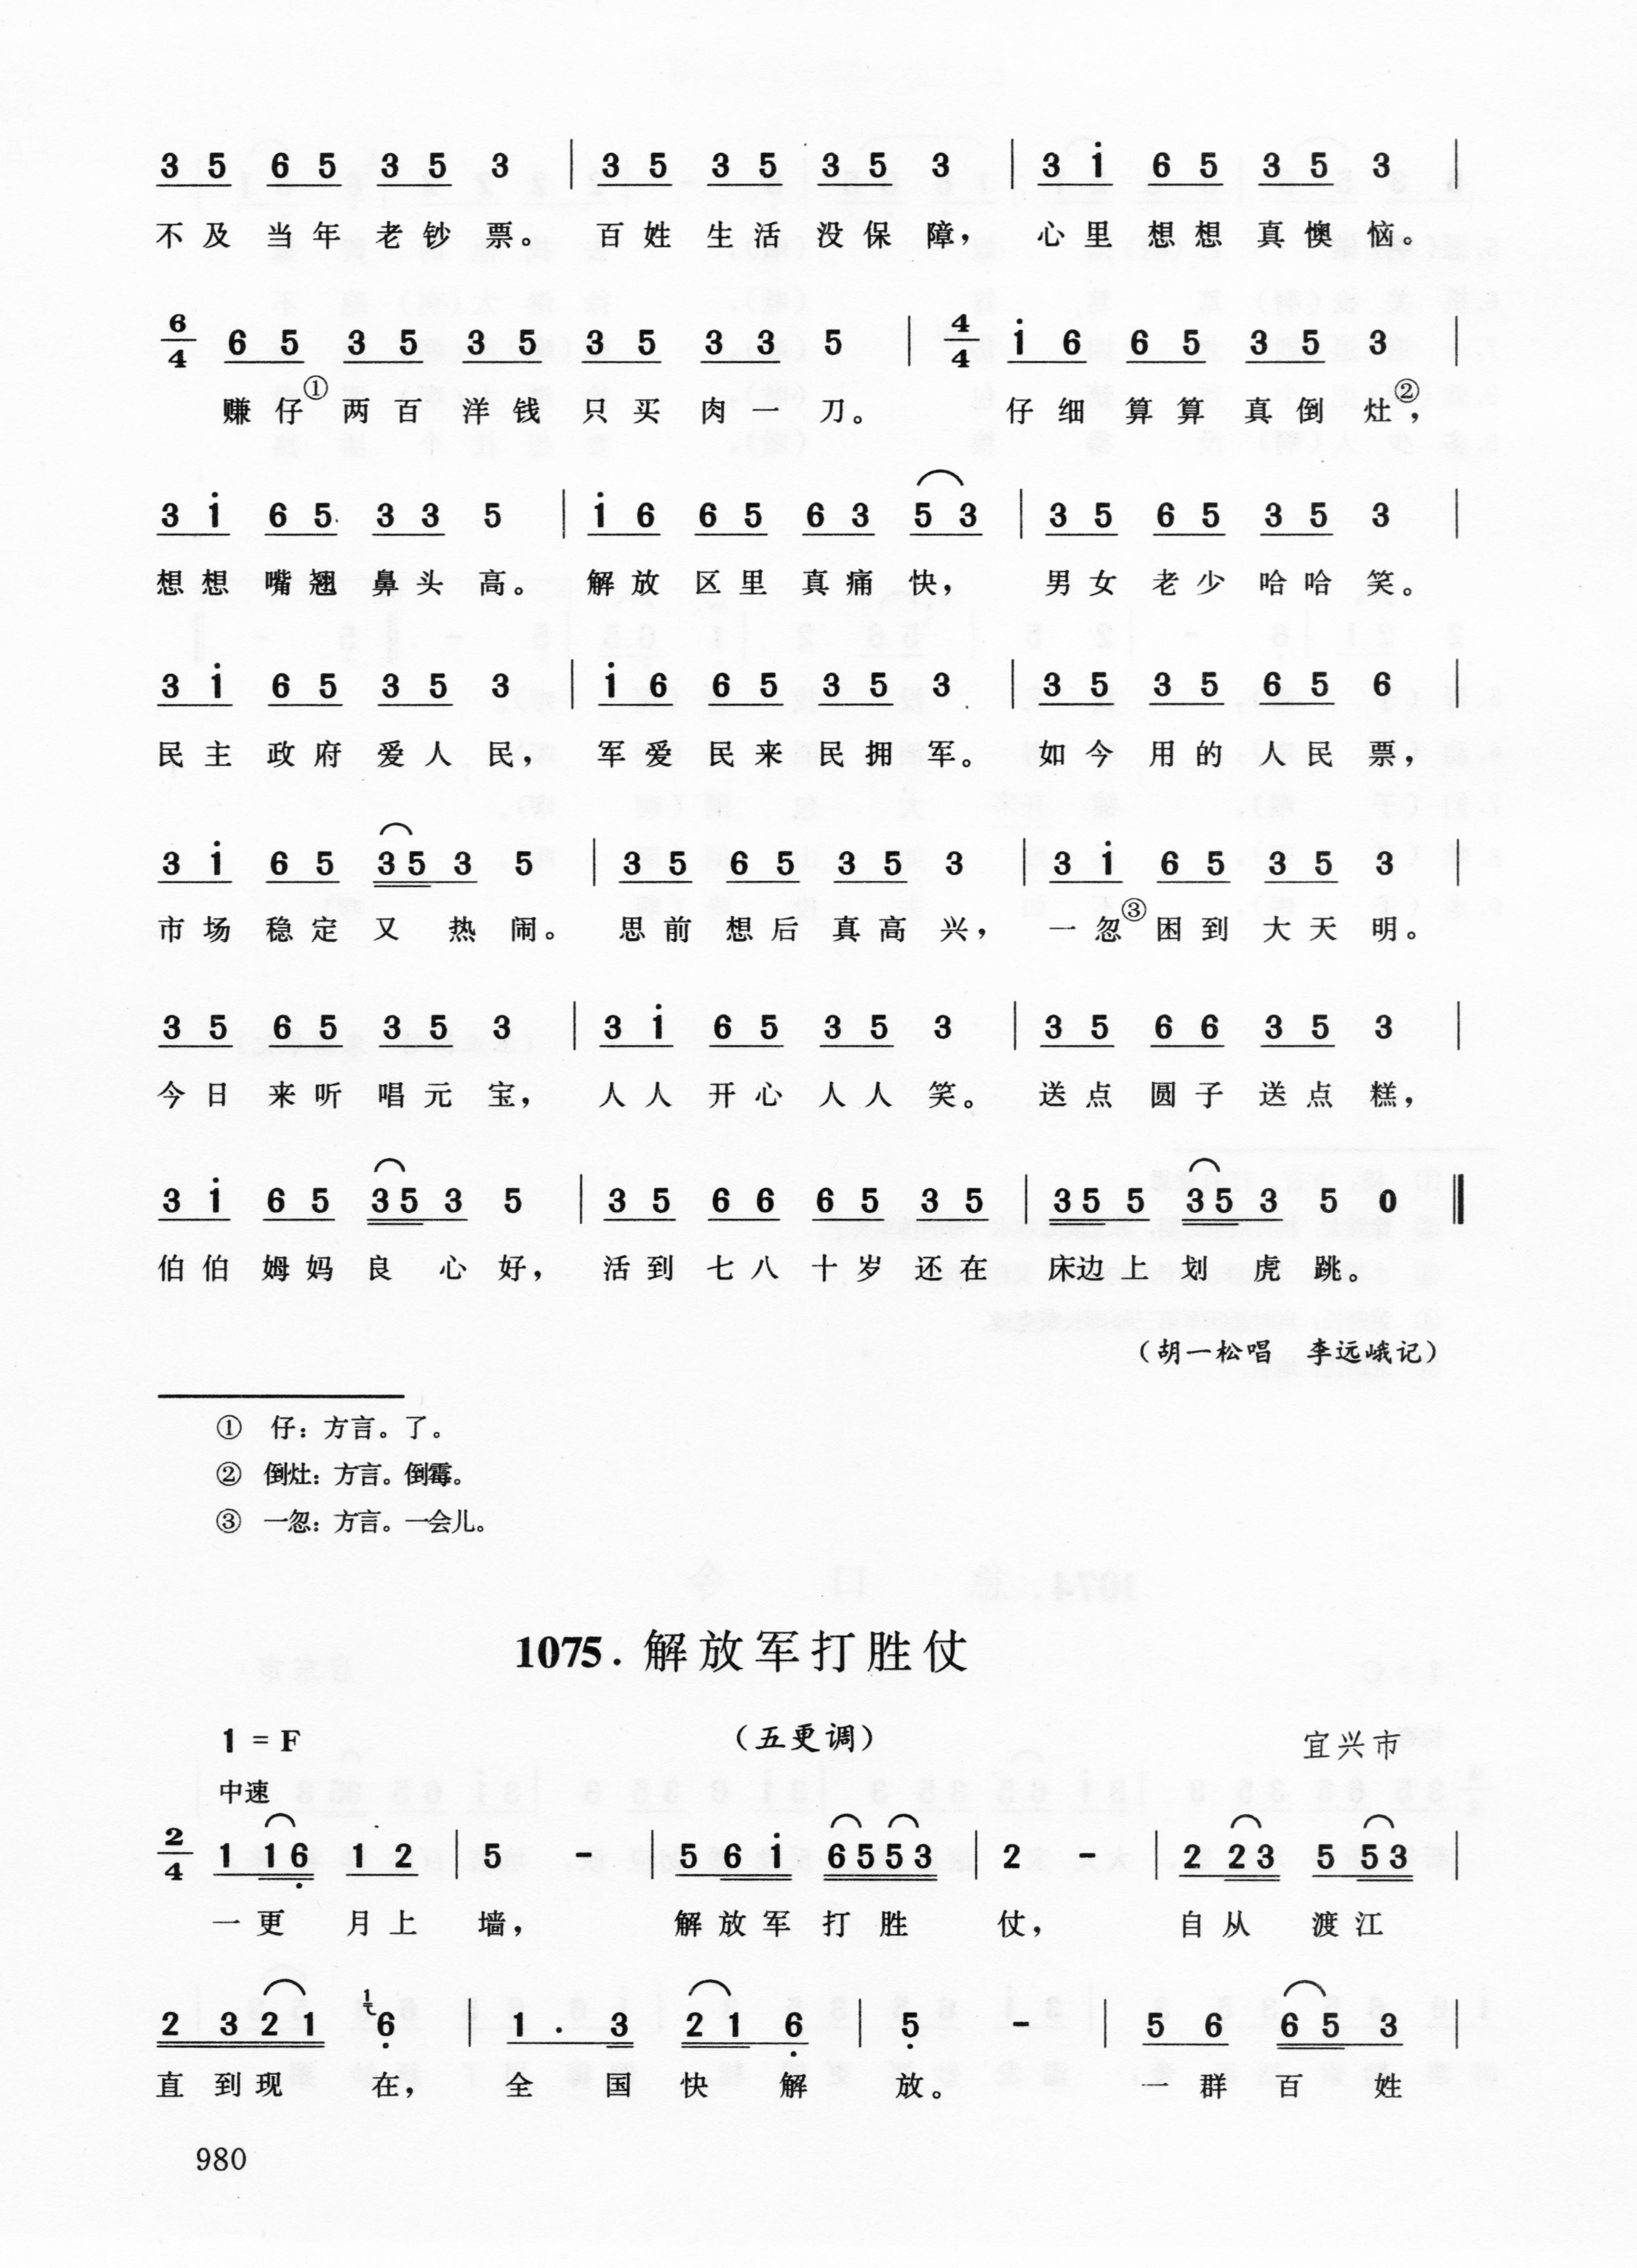 3 5 6 5 3 5 3 | 3 5 3 5 3 5 3 | 3 i̇ 6 5 3 5 3 |
不及 当年 老钞 票。 百姓 生活 没保 障， 心里 想想 真懊 恼。
6/4 6 5 3 5 3 5 3 5 3 3 5 | 4/4 i̇ 6 6 5 3 5 3 |
赚仔① 两百 洋钱 只买 肉一 刀。 仔细 算算 真倒 灶②，
3 i̇ 6 5 3 3 5 | i̇ 6 6 5 6 3 5 3 | 3 5 6 5 3 5 3 |
想想 嘴翘 鼻头 高。 解放 区里 真痛 快， 男女 老少 哈哈 笑。
3 i̇ 6 5 3 5 3 | i̇ 6 6 5 3 5 3 | 3 5 3 5 6 5 6 |
民主 政府 爱人 民， 军爱 民来 民拥 军。 如今 用的 人民 票，
3 i̇ 6 5 3 5 3 5 | 3 5 6 5 3 5 3 | 3 i̇ 6 5 3 5 3 |
市场 稳定 又 热 闹。 思前 想后 真高 兴， 一忽③ 困到 大天 明。
3 5 6 5 3 5 3 | 3 i̇ 6 5 3 5 3 | 3 5 6 6 3 5 3 |
今日 来听 唱元 宝， 人人 开心 人人 笑。 送点 圆子 送点 糕，
3 i̇ 6 5 3 5 3 5 | 3 5 6 6 6 5 3 5 | 3 5 5 3 5 3 5 0 ‖
伯伯 姆妈 良 心 好， 活到 七八 十岁 还在 床边上 划 虎 跳。
（胡一松唱 李远峨记）
① 仔：方言。了。
② 倒灶：方言。倒霉。
③ 一忽：方言。一会儿。
1075. 解放军打胜仗
1 = F （五更调） 宜兴市
中速
2/4 1 1 6̣ 1 2 | 5 - | 5 6 i̇ 6 5 5 3 | 2 - | 2 2 3 5 5 3 |
一更 月上 墙， 解放军 打胜 仗， 自从 渡江
2 3 2 1 1 6̣ | 1 . 3 2 1 6̣ | 5̣ - | 5 6 6 5 3 |
直到现 在， 全 国 快 解 放。 一群 百 姓
980